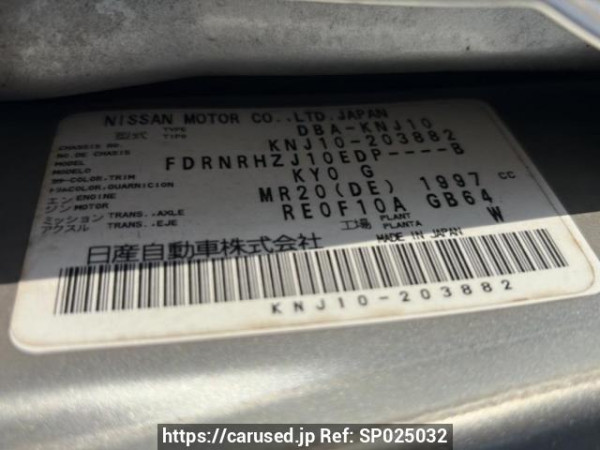 NISSAN MOTOR CO.,LTD.JAPAN
型式 TYPE TYPE DBA-KNJ10
CHASSIS NO. NO.DE CHASSIS KNJ10-203882
MODEL MODELO FDRNRHZJ10EDP----B
COLOR,TRIM COLOR,GUARNICION KY0 G
エンジン ENGINE MOTOR MR20(DE) 1997 CC
ミッション TRANS. アクスル TRANS. AXLE EJE RE0F10A GB64
工場 PLANT PLANTA W
日産自動車株式会社 MADE IN JAPAN
KNJ10-203882
https://carused.jp Ref: SP025032